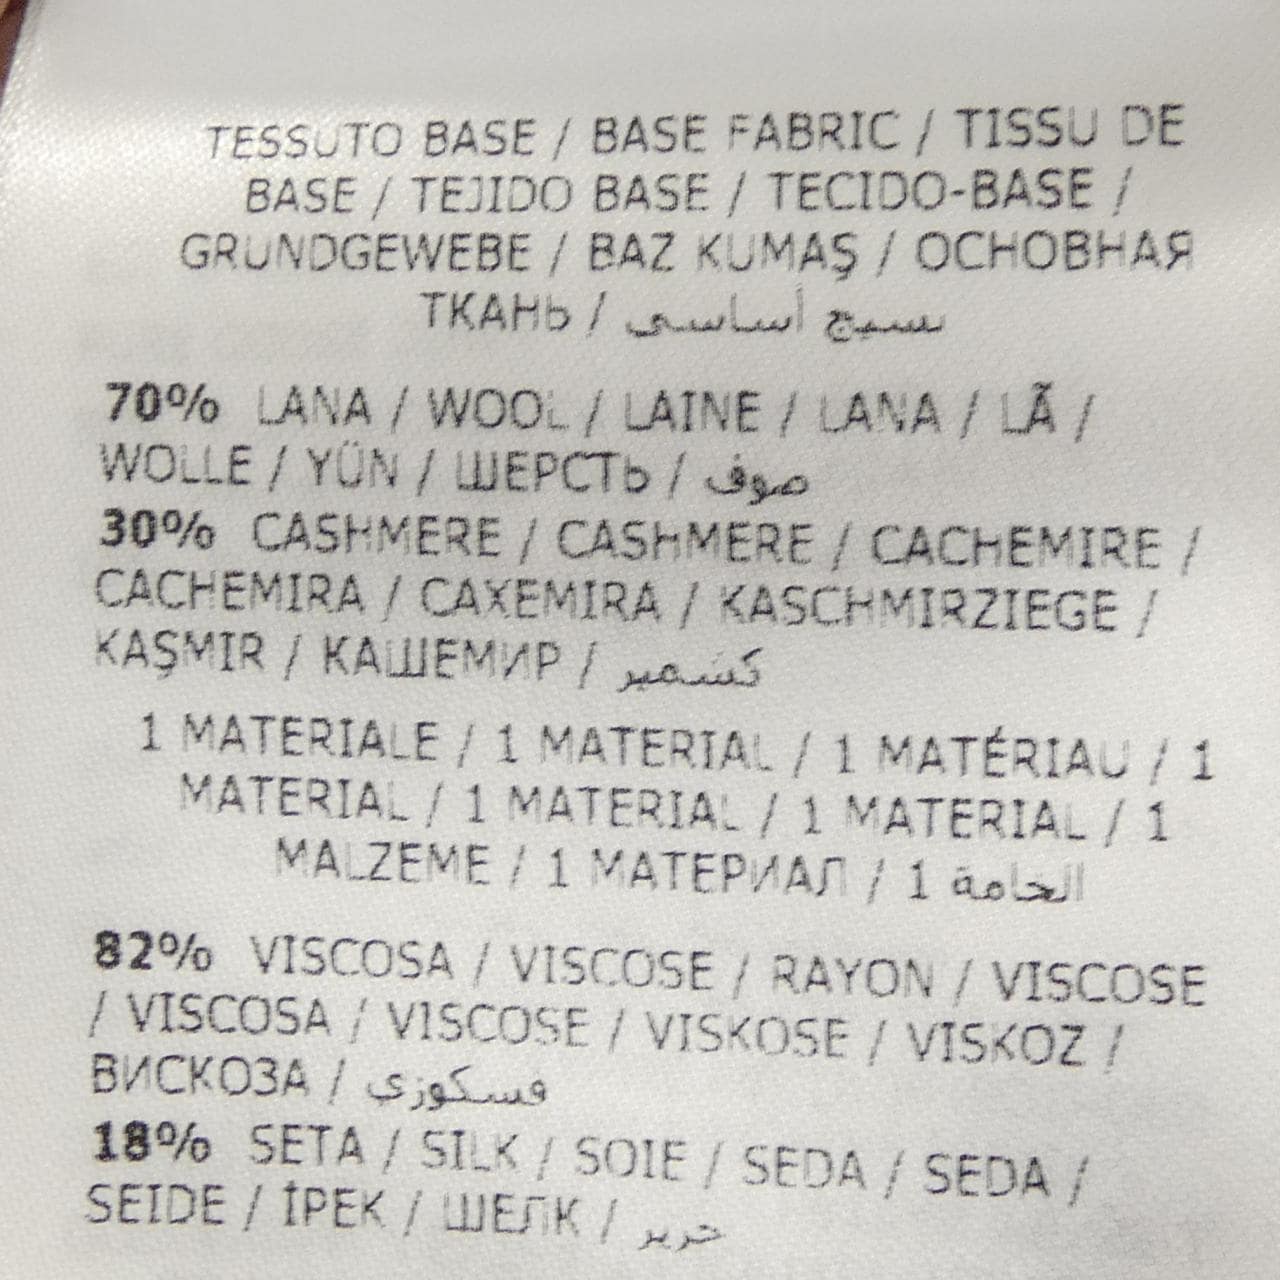 TESSUTO BASE / BASE FABRIC / TISSU DE
BASE / TEJIDO BASE / TECIDO-BASE /
GRUNDGEWEBE / BAZ KUMAŞ / ОСНОВНАЯ
ТКАНЬ / نسيج أساسى
70% LANA / WOOL / LAINE / LANA / LÃ /
WOLLE / YÜN / ШЕРСТЬ / صوف
30% CASHMERE / CASHMERE / CACHEMIRE /
CACHEMIRA / CAXEMIRA / KASCHMIRZIEGE /
KAŞMIR / КАШЕМИР / كشمير
1 MATERIALE / 1 MATERIAL / 1 MATÉRIAU / 1
MATERIAL / 1 MATERIAL / 1 MATERIAL / 1
MALZEME / 1 МАТЕРИАЛ / 1 الخامة
82% VISCOSA / VISCOSE / RAYON / VISCOSE
/ VISCOSA / VISCOSE / VISKOSE / VISKOZ /
ВИСКОЗА / فسكوزي
18% SETA / SILK / SOIE / SEDA / SEDA /
SEIDE / İPEK / ШЕЛК / حرير